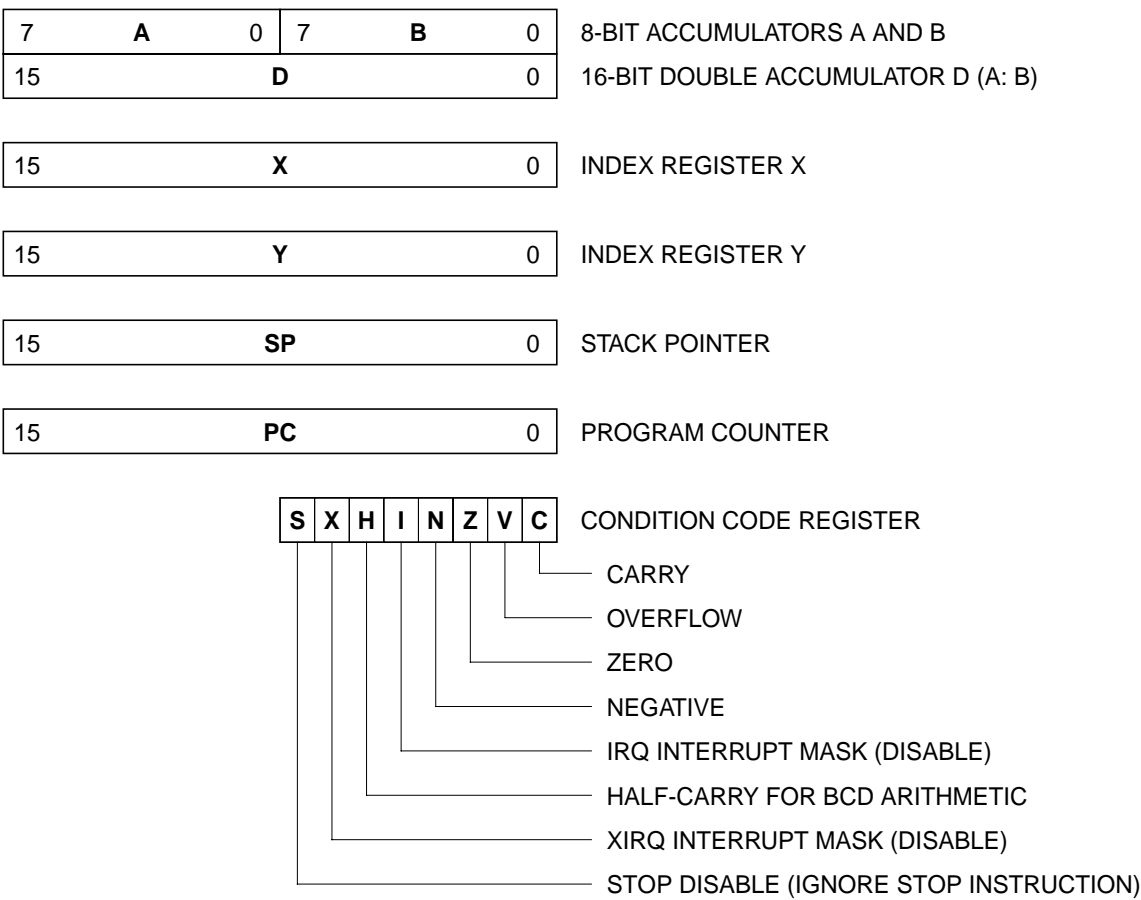 7 A 0 7 B 0 8-BIT ACCUMULATORS A AND B
15 D 0 16-BIT DOUBLE ACCUMULATOR D (A: B)
15 X 0 INDEX REGISTER X
15 Y 0 INDEX REGISTER Y
15 SP 0 STACK POINTER
15 PC 0 PROGRAM COUNTER
S X H I N Z V C CONDITION CODE REGISTER
CARRY
OVERFLOW
ZERO
NEGATIVE
IRQ INTERRUPT MASK (DISABLE)
HALF-CARRY FOR BCD ARITHMETIC
XIRQ INTERRUPT MASK (DISABLE)
STOP DISABLE (IGNORE STOP INSTRUCTION)